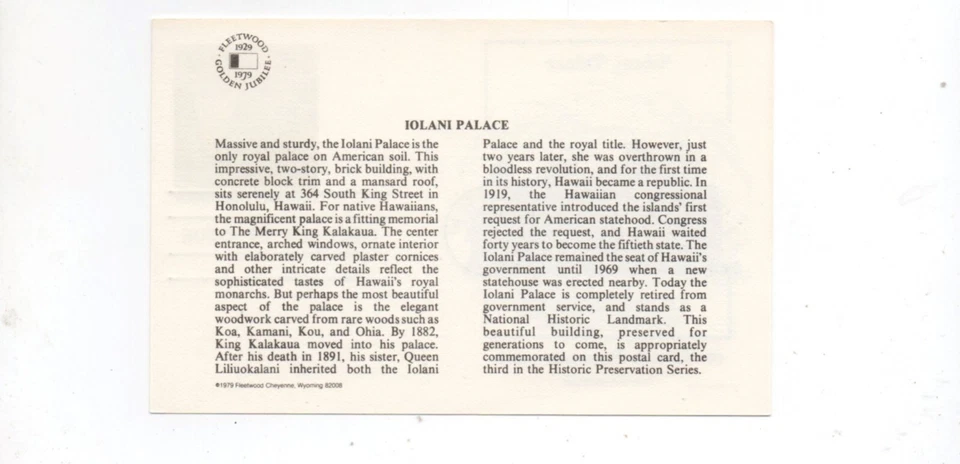 FLEETWOOD
1929
1979
GOLDEN JUBILEE
IOLANI PALACE
Massive and sturdy, the Iolani Palace is the
only royal palace on American soil. This
impressive, two-story, brick building, with
concrete block trim and a mansard roof,
sits serenely at 364 South King Street in
Honolulu, Hawaii. For native Hawaiians,
the magnificent palace is a fitting memorial
to The Merry King Kalakaua. The center
entrance, arched windows, ornate interior
with elaborately carved plaster cornices
and other intricate details reflect the
sophisticated tastes of Hawaii's royal
monarchs. But perhaps the most beautiful
aspect of the palace is the elegant
woodwork carved from rare woods such as
Koa, Kamani, Kou, and Ohia. By 1882,
King Kalakaua moved into his palace.
After his death in 1891, his sister, Queen
Liliuokalani inherited both the Iolani
Palace and the royal title. However, just
two years later, she was overthrown in a
bloodless revolution, and for the first time
in its history, Hawaii became a republic. In
1919, the Hawaiian congressional
representative introduced the islands' first
request for American statehood. Congress
rejected the request, and Hawaii waited
forty years to become the fiftieth state. The
Iolani Palace remained the seat of Hawaii's
government until 1969 when a new
statehouse was erected nearby. Today the
Iolani Palace is completely retired from
government service, and stands as a
National Historic Landmark. This
beautiful building, preserved for
generations to come, is appropriately
commemorated on this postal card, the
third in the Historic Preservation Series.
©1979 Fleetwood Cheyenne, Wyoming 82008